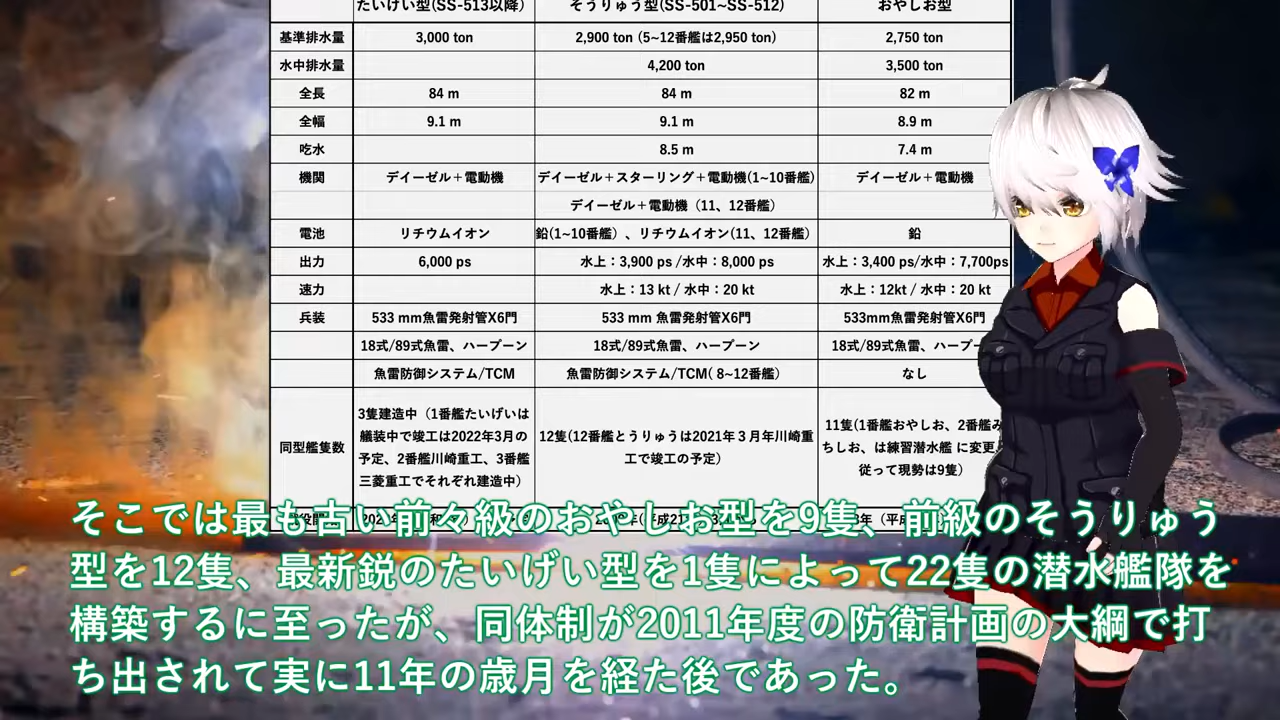 たいげい型(SS-513以降) そうりゅう型(SS-501~SS-512) おやしお型
基準排水量 3,000 ton 2,900 ton (5~12番艦は2,950 ton) 2,750 ton
水中排水量 4,200 ton 3,500 ton
全長 84 m 84 m 82 m
全幅 9.1 m 9.1 m 8.9 m
吃水 8.5 m 7.4 m
機関 デイーゼル＋電動機 デイーゼル＋スターリング＋電動機(1~10番艦) デイーゼル＋電動機
デイーゼル＋電動機（11、12番艦）
電池 リチウムイオン 鉛(1~10番艦）、リチウムイオン(11、12番艦） 鉛
出力 6,000 ps 水上：3,900 ps /水中：8,000 ps 水上：3,400 ps/水中：7,700ps
速力 水上：13 kt / 水中：20 kt 水上：12kt / 水中：20 kt
兵装 533 mm魚雷発射管X6門 533 mm 魚雷発射管X6門 533mm魚雷発射管X6門
18式/89式魚雷、ハープーン 18式/89式魚雷、ハープーン 18式/89式魚雷、ハープー
魚雷防御システム/TCM 魚雷防御システム/TCM( 8~12番艦） なし
同型艦隻数
3隻建造中（1番艦たいげいは
艤装中で竣工は2022年3月の
予定、2番艦川崎重工、3番艦
三菱重工でそれぞれ建造中）
12隻(12番艦とうりゅうは2021年３月年川崎重
工で竣工の予定）
11隻(1番艦おやしお、2番艦み
ちしお、は練習潜水艦 に変更
従って現勢は9隻）
そこでは最も古い前々級のおやしお型を9隻、前級のそうりゅう
型を12隻、最新鋭のたいげい型を1隻によって22隻の潜水艦隊を
構築するに至ったが、同体制が2011年度の防衛計画の大綱で打
ち出されて実に11年の歳月を経た後であった。